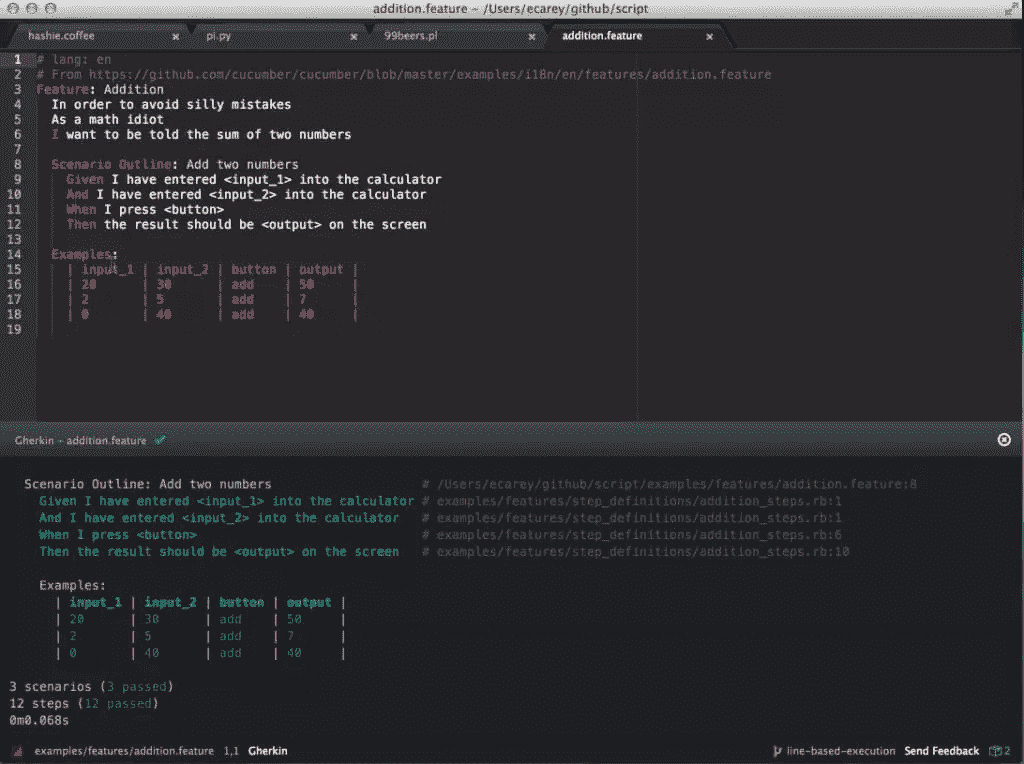 addition.feature - /Users/ecarey/github/script
hashie.coffee × pi.py × 99beers.pl × addition.feature ×
1 # lang: en
2 # From https://github.com/cucumber/cucumber/blob/master/examples/i18n/en/features/addition.feature
3 Feature: Addition
4 In order to avoid silly mistakes
5 As a math idiot
6 I want to be told the sum of two numbers
7
8 Scenario Outline: Add two numbers
9 Given I have entered <input_1> into the calculator
10 And I have entered <input_2> into the calculator
11 When I press <button>
12 Then the result should be <output> on the screen
13
14 Examples:
15 | input_1 | input_2 | button | output |
16 | 20 | 30 | add | 50 |
17 | 2 | 5 | add | 7 |
18 | 0 | 40 | add | 40 |
19
Gherkin - addition.feature ✓
Scenario Outline: Add two numbers # /Users/ecarey/github/script/examples/features/addition.feature:8
Given I have entered <input_1> into the calculator # examples/features/step_definitions/addition_steps.rb:1
And I have entered <input_2> into the calculator # examples/features/step_definitions/addition_steps.rb:1
When I press <button> # examples/features/step_definitions/addition_steps.rb:6
Then the result should be <output> on the screen # examples/features/step_definitions/addition_steps.rb:10
Examples:
| input_1 | input_2 | button | output |
| 20 | 30 | add | 50 |
| 2 | 5 | add | 7 |
| 0 | 40 | add | 40 |
3 scenarios (3 passed)
12 steps (12 passed)
0m0.068s
examples/features/addition.feature 1,1 Gherkin line-based-execution Send Feedback 2